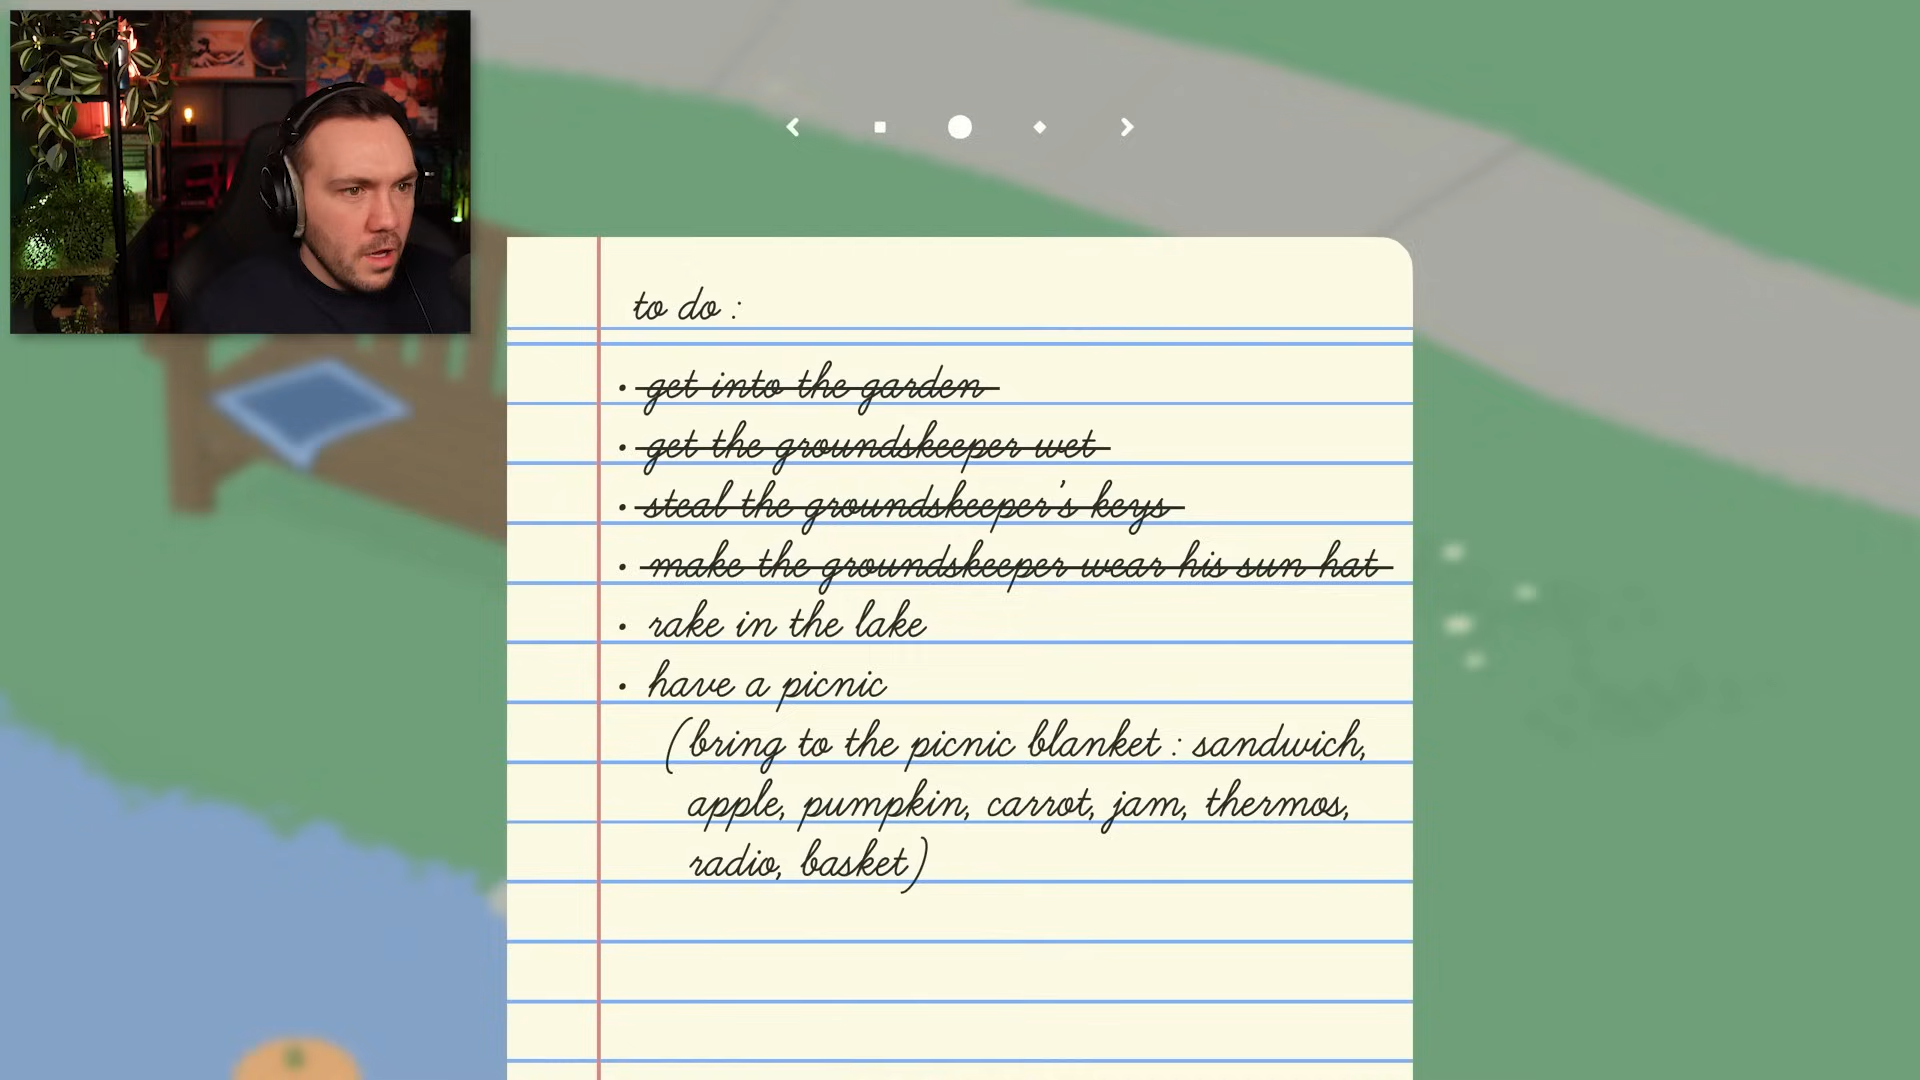 to do :
• get into the garden
• get the groundskeeper wet
• steal the groundskeeper's keys
• make the groundskeeper wear his sun hat
• rake in the lake
• have a picnic
(bring to the picnic blanket : sandwich,
apple, pumpkin, carrot, jam, thermos,
radio, basket)